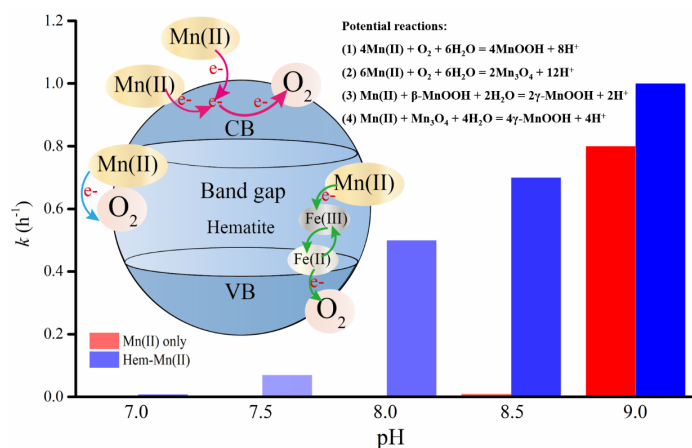 Potential reactions:
(1) 4Mn(II) + O₂ + 6H₂O = 4MnOOH + 8H⁺
(2) 6Mn(II) + O₂ + 6H₂O = 2Mn₃O₄ + 12H⁺
(3) Mn(II) + β-MnOOH + 2H₂O = 2γ-MnOOH + 2H⁺
(4) Mn(II) + Mn₃O₄ + 4H₂O = 4γ-MnOOH + 4H⁺
Mn(II)
e-
Mn(II)
e-
e-
e-
O₂
CB
Mn(II)
e-
O₂
Band gap
Hematite
Mn(II)
e-
Fe(III)
Fe(II)
e-
O₂
VB
k (h⁻¹)
1.2
1.0
0.8
0.6
0.4
0.2
0.0
Mn(II) only
Hem-Mn(II)
7.0 7.5 8.0 8.5 9.0
pH